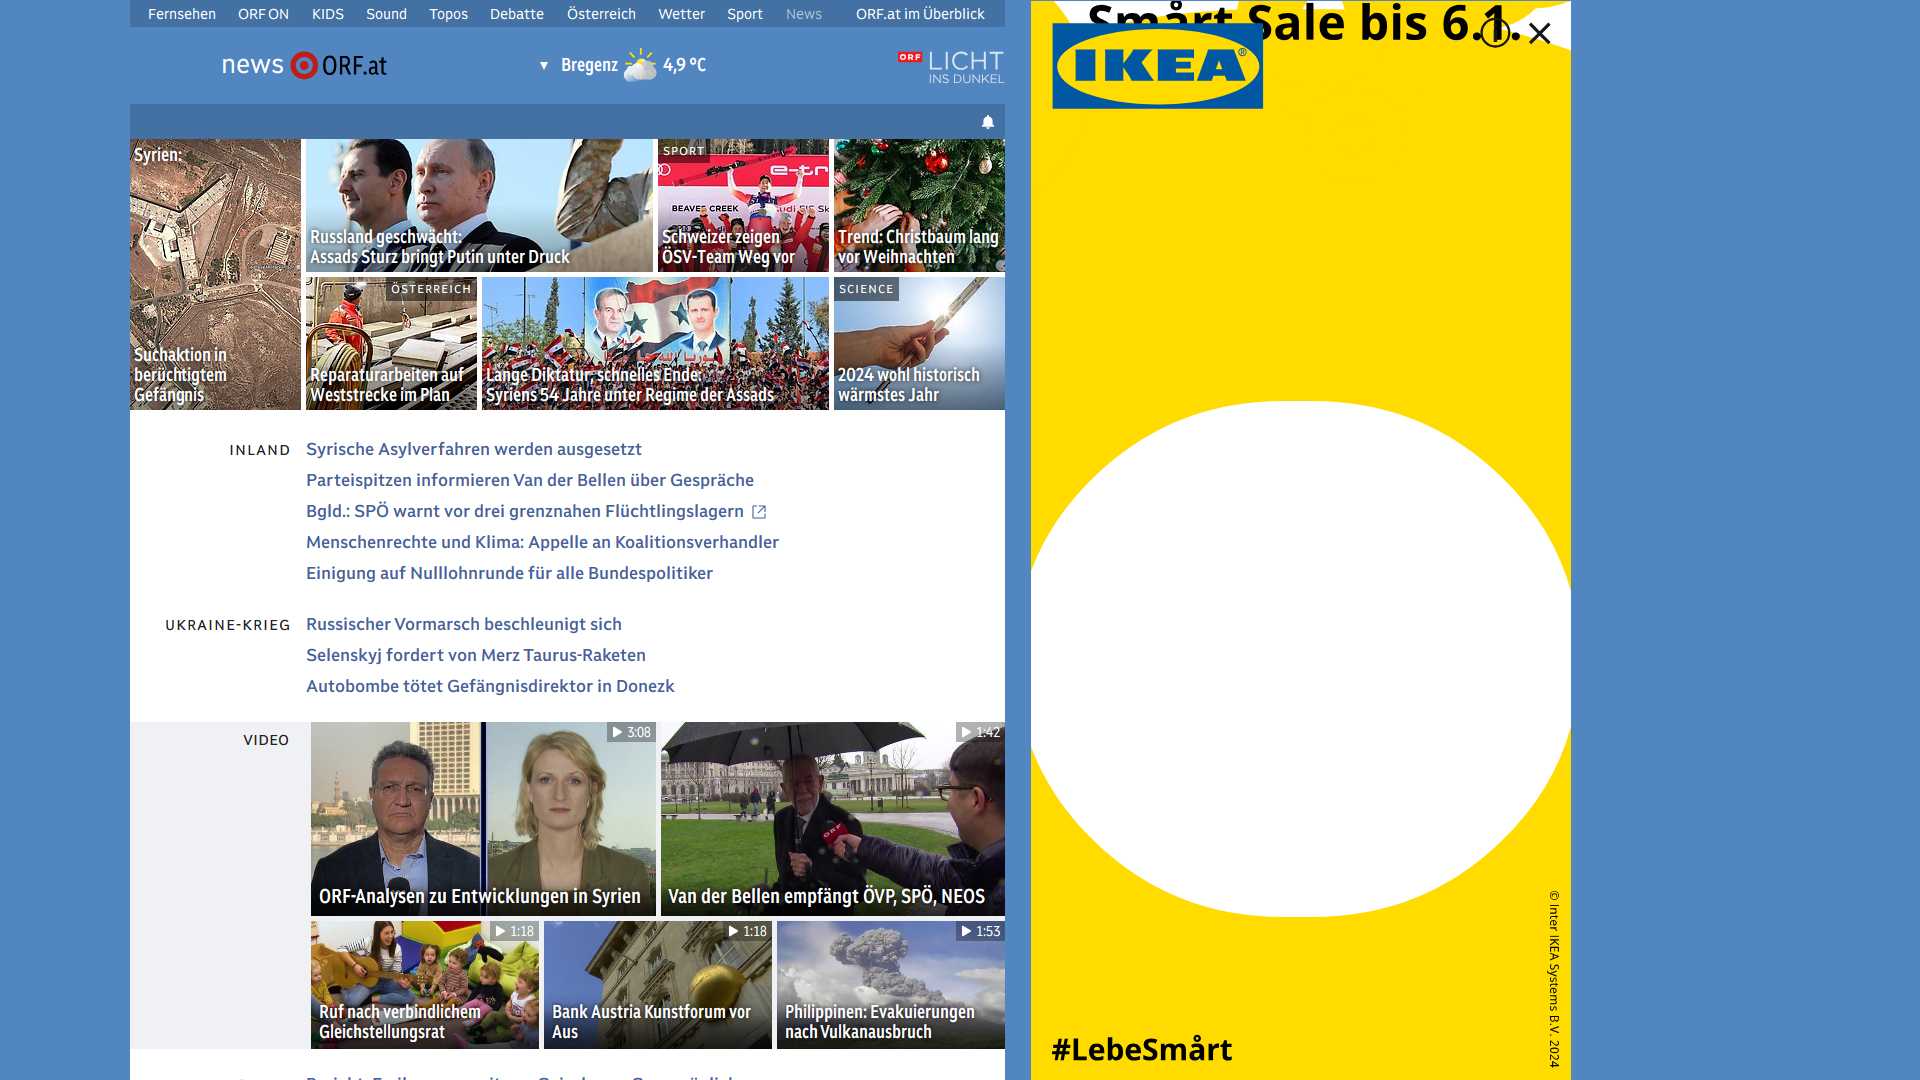 Fernsehen ORF ON KIDS Sound Topos Debatte Österreich Wetter Sport News ORF.at im Überblick
news ORF.at
Bregenz 4,9 °C
ORF LICHT
INS DUNKEL
Syrien:
Suchaktion in
berüchtigtem
Gefängnis
Russland geschwächt:
Assads Sturz bringt Putin unter Druck
SPORT
BEAVER CREEK
Schweizer zeigen
ÖSV-Team Weg vor
Trend: Christbaum lang
vor Weihnachten
ÖSTERREICH
Reparaturarbeiten auf
Weststrecke im Plan
Lange Diktatur, schnelles Ende:
Syriens 54 Jahre unter Regime der Assads
SCIENCE
2024 wohl historisch
wärmstes Jahr
INLAND
Syrische Asylverfahren werden ausgesetzt
Parteispitzen informieren Van der Bellen über Gespräche
Bgld.: SPÖ warnt vor drei grenznahen Flüchtlingslagern
Menschenrechte und Klima: Appelle an Koalitionsverhandler
Einigung auf Nulllohnrunde für alle Bundespolitiker
UKRAINE-KRIEG
Russischer Vormarsch beschleunigt sich
Selenskyj fordert von Merz Taurus-Raketen
Autobombe tötet Gefängnisdirektor in Donezk
VIDEO
3:08
ORF-Analysen zu Entwicklungen in Syrien
1:42
ORF
Van der Bellen empfängt ÖVP, SPÖ, NEOS
1:18
Ruf nach verbindlichem
Gleichstellungsrat
1:18
Bank Austria Kunstforum vor
Aus
1:53
Philippinen: Evakuierungen
nach Vulkanausbruch
Smårt Sale bis 6.1.
IKEA®
#LebeSmårt
© Inter IKEA Systems B.V. 2024